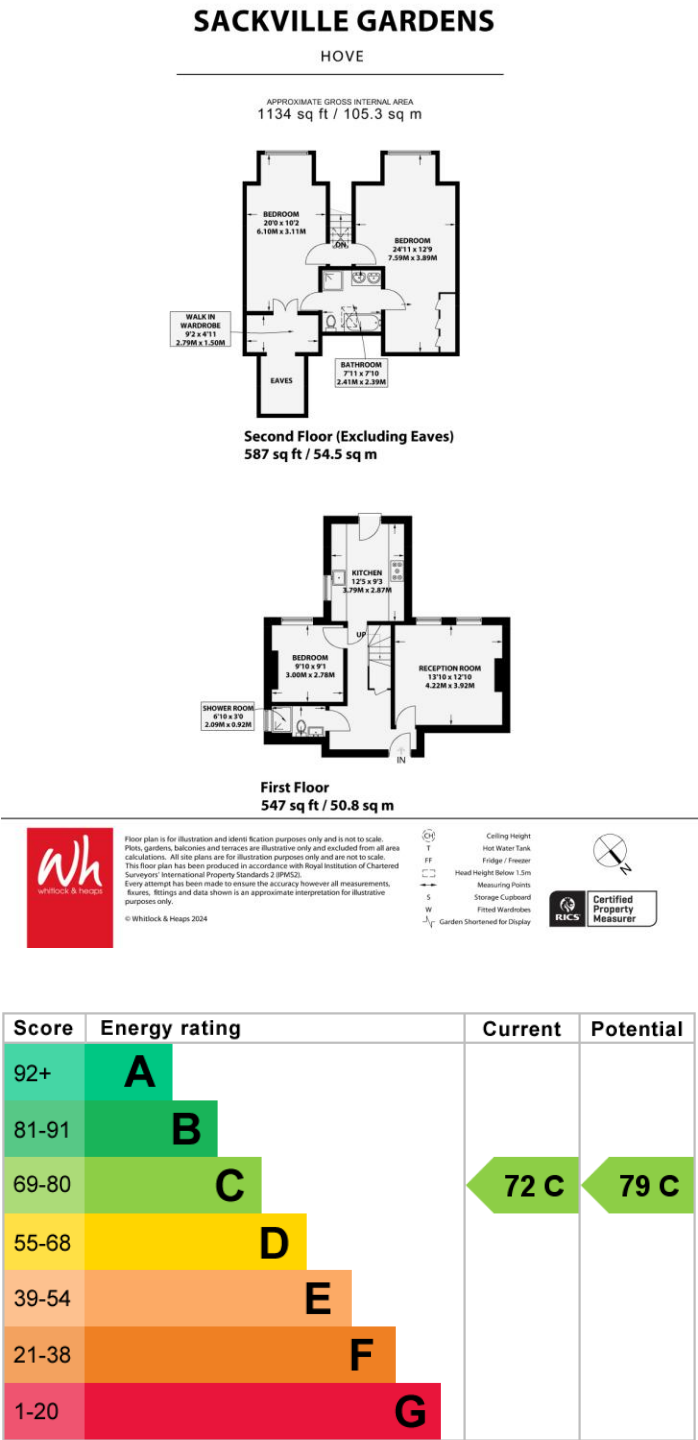 SACKVILLE GARDENS
HOVE
APPROXIMATE GROSS INTERNAL AREA
1134 sq ft / 105.3 sq m
BEDROOM
20'0 x 10'2
6.10M x 3.11M
DN
BEDROOM
24'11 x 12'9
7.59M x 3.89M
WALK IN
WARDROBE
9'2 x 4'11
2.79M x 1.50M
EAVES
BATHROOM
7'11 x 7'10
2.41M x 2.39M
Second Floor (Excluding Eaves)
587 sq ft / 54.5 sq m
KITCHEN
12'5 x 9'3
3.79M x 2.87M
UP
BEDROOM
9'10 x 9'1
3.00M x 2.78M
RECEPTION ROOM
13'10 x 12'10
4.22M x 3.92M
SHOWER ROOM
6'10 x 3'0
2.09M x 0.92M
IN
First Floor
547 sq ft / 50.8 sq m
Wh
whitlock & heaps
Floor plan is for illustration and identi fication purposes only and is not to scale.
Plots, gardens, balconies and terraces are illustrative only and excluded from all area
calculations. All site plans are for illustration purposes only and are not to scale.
This floor plan has been produced in accordance with Royal Institution of Chartered
Surveyors' International Property Standards 2 (IPMS2).
Every attempt has been made to ensure the accuracy however all measurements,
fixures, fittings and data shown is an approximate interpretation for illustrative
purposes only.
© Whitlock & Heaps 2024
CH Ceiling Height
T Hot Water Tank
FF Fridge / Freezer
Head Height Below 1.5m
Measuring Points
S Storage Cupboard
W Fitted Wardrobes
Garden Shortened for Display
N
RICS
Certified
Property
Measurer
Score Energy rating Current Potential
92+ A
81-91 B
69-80 C 72 C 79 C
55-68 D
39-54 E
21-38 F
1-20 G